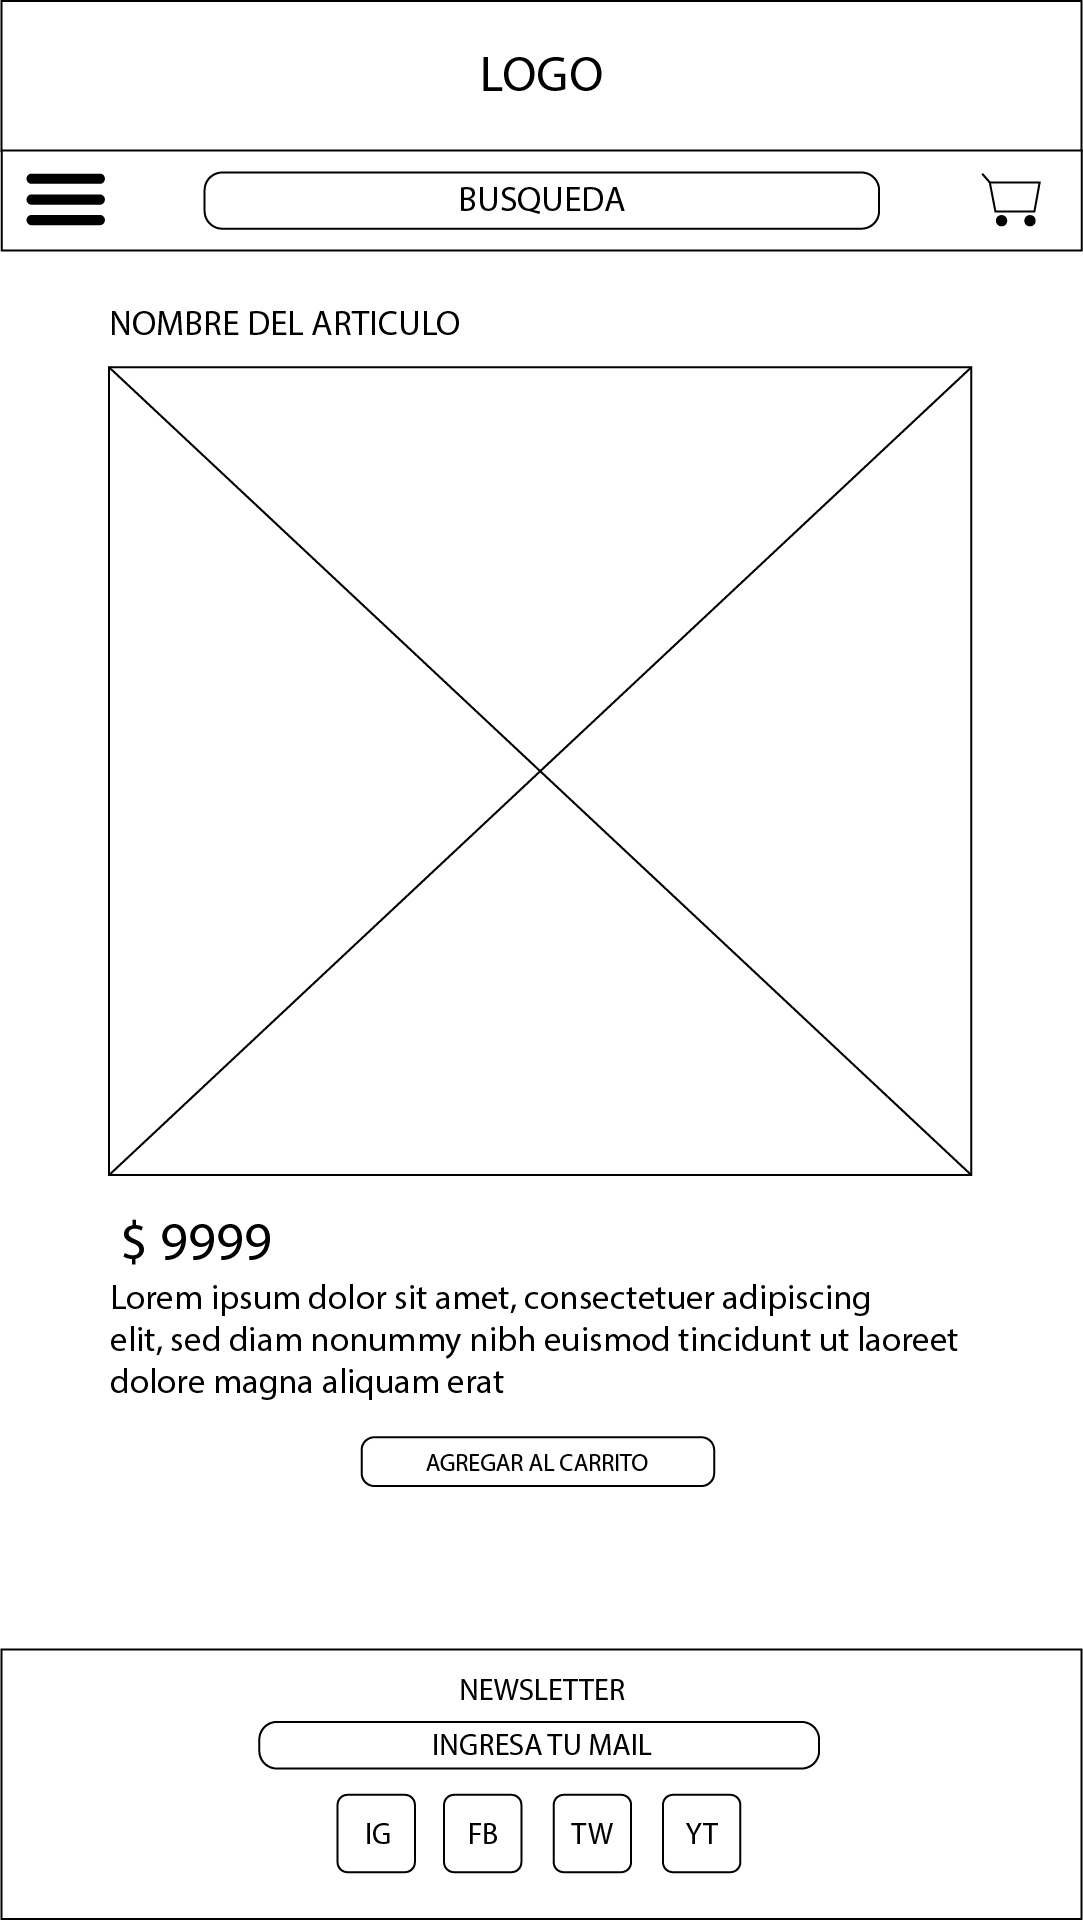 LOGO
BUSQUEDA
NOMBRE DEL ARTICULO
$ 9999
Lorem ipsum dolor sit amet, consectetuer adipiscing
elit, sed diam nonummy nibh euismod tincidunt ut laoreet
dolore magna aliquam erat
AGREGAR AL CARRITO
NEWSLETTER
INGRESA TU MAIL
IG FB TW YT